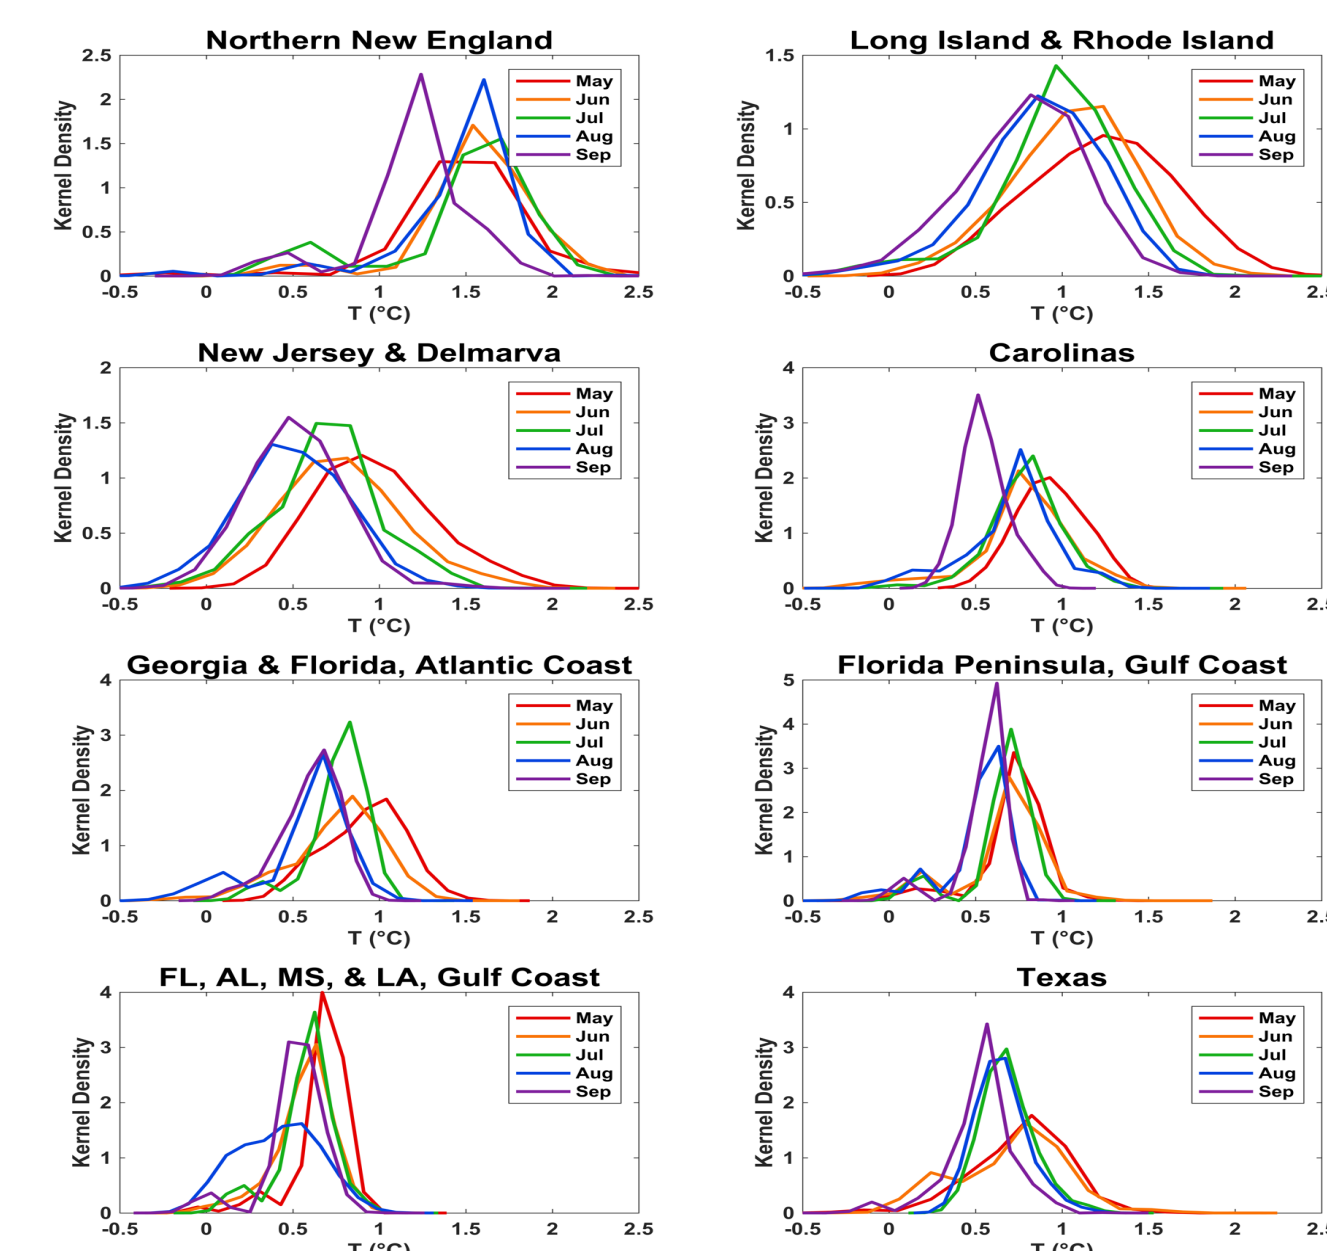 Northern New England
2.5
2
1.5
1
0.5
0
Kernel Density
May
Jun
Jul
Aug
Sep
-0.5 0 0.5 1 1.5 2 2.5
T (°C)
Long Island & Rhode Island
1.5
1
0.5
0
Kernel Density
May
Jun
Jul
Aug
Sep
-0.5 0 0.5 1 1.5 2
T (°C)
New Jersey & Delmarva
2
1.5
1
0.5
0
Kernel Density
May
Jun
Jul
Aug
Sep
-0.5 0 0.5 1 1.5 2 2.5
T (°C)
Carolinas
4
3
2
1
0
Kernel Density
May
Jun
Jul
Aug
Sep
-0.5 0 0.5 1 1.5 2
T (°C)
Georgia & Florida, Atlantic Coast
4
3
2
1
0
Kernel Density
May
Jun
Jul
Aug
Sep
-0.5 0 0.5 1 1.5 2 2.5
T (°C)
Florida Peninsula, Gulf Coast
5
4
3
2
1
0
Kernel Density
May
Jun
Jul
Aug
Sep
-0.5 0 0.5 1 1.5 2
T (°C)
FL, AL, MS, & LA, Gulf Coast
4
3
2
1
0
Kernel Density
May
Jun
Jul
Aug
Sep
-0.5 0 0.5 1 1.5 2 2.5
T (°C)
Texas
4
3
2
1
0
Kernel Density
May
Jun
Jul
Aug
Sep
-0.5 0 0.5 1 1.5 2
T (°C)